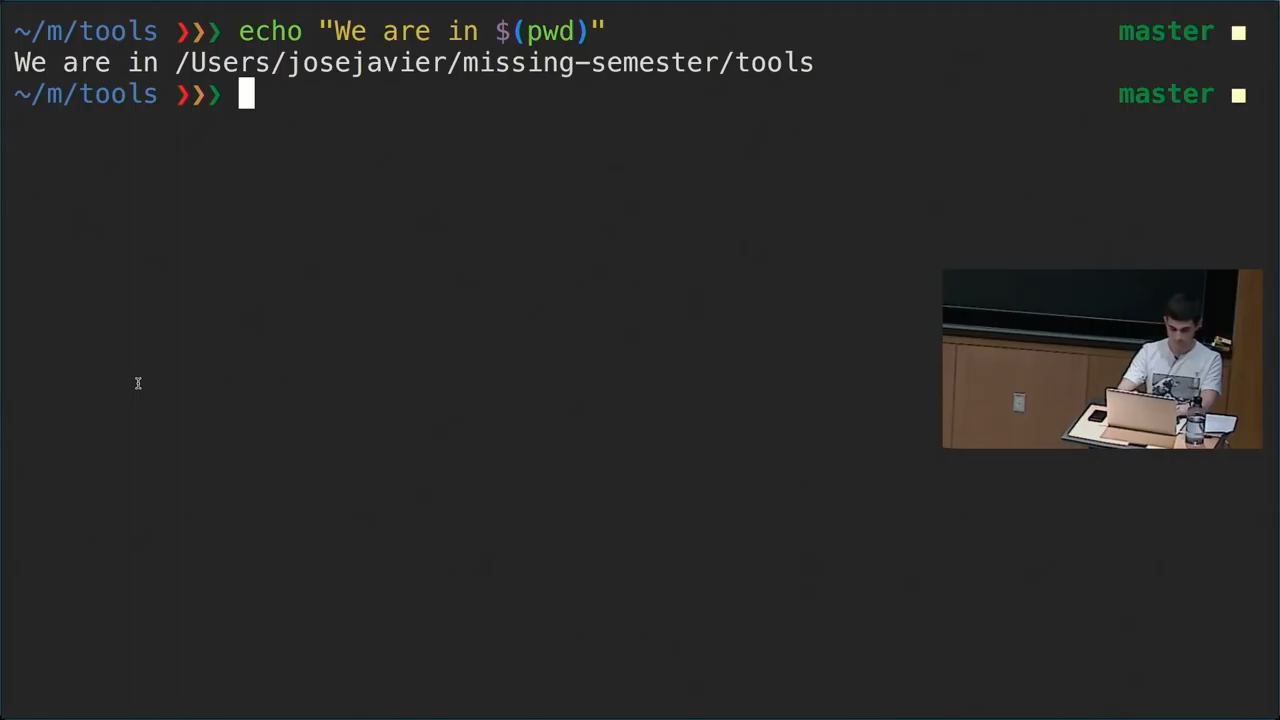 ~/m/tools ❯❯❯ echo "We are in $(pwd)" master
We are in /Users/josejavier/missing-semester/tools
~/m/tools ❯❯❯ master